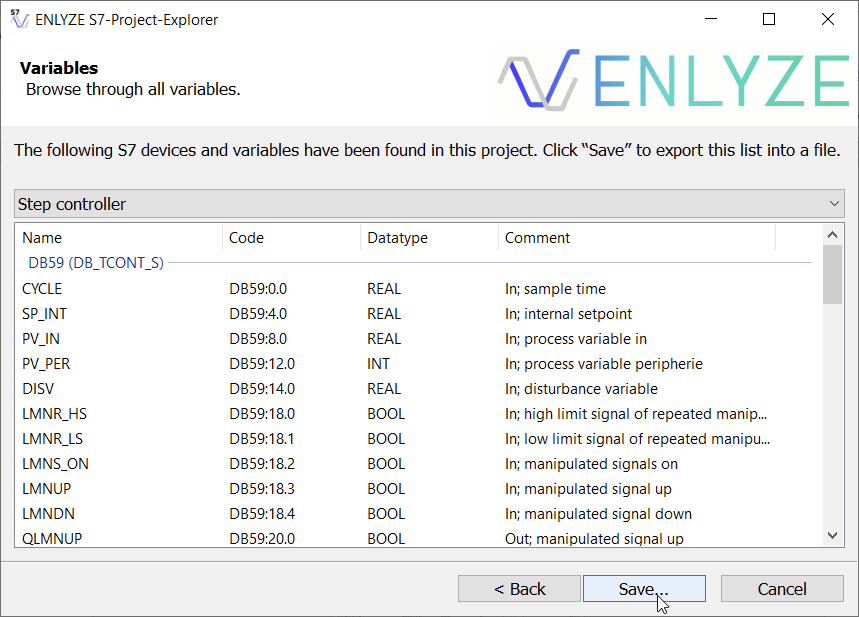 S7 ENLYZE S7-Project-Explorer
Variables
Browse through all variables.
ENLYZE
The following S7 devices and variables have been found in this project. Click “Save” to export this list into a file.
Step controller
Name Code Datatype Comment
DB59 (DB_TCONT_S)
CYCLE DB59:0.0 REAL In; sample time
SP_INT DB59:4.0 REAL In; internal setpoint
PV_IN DB59:8.0 REAL In; process variable in
PV_PER DB59:12.0 INT In; process variable peripherie
DISV DB59:14.0 REAL In; disturbance variable
LMNR_HS DB59:18.0 BOOL In; high limit signal of repeated manip...
LMNR_LS DB59:18.1 BOOL In; low limit signal of repeated manipu...
LMNS_ON DB59:18.2 BOOL In; manipulated signals on
LMNUP DB59:18.3 BOOL In; manipulated signal up
LMNDN DB59:18.4 BOOL In; manipulated signal down
QLMNUP DB59:20.0 BOOL Out; manipulated signal up
< Back Save... Cancel